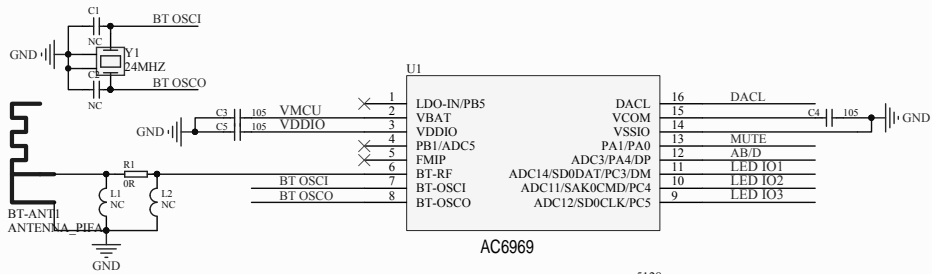 C1
NC
BT OSCI
GND
Y1
24MHZ
C2
NC
BT OSCO
U1
1 LDO-IN/PB5 DACL 16 DACL
C3 105 VMCU 2 VBAT VCOM 15 C4 105
GND C5 105 VDDIO 3 VDDIO VSSIO 14 GND
4 PB1/ADC5 PA1/PA0 13 MUTE
5 FMIP ADC3/PA4/DP 12 AB/D
R1 6 BT-RF ADC14/SD0DAT/PC3/DM 11 LED IO1
0R BT OSCI 7 BT-OSCI ADC11/SAK0CMD/PC4 10 LED IO2
BT OSCO 8 BT-OSCO ADC12/SD0CLK/PC5 9 LED IO3
L1
NC
L2
NC
BT-ANT1
ANTENNA_PIFA
GND
AC6969